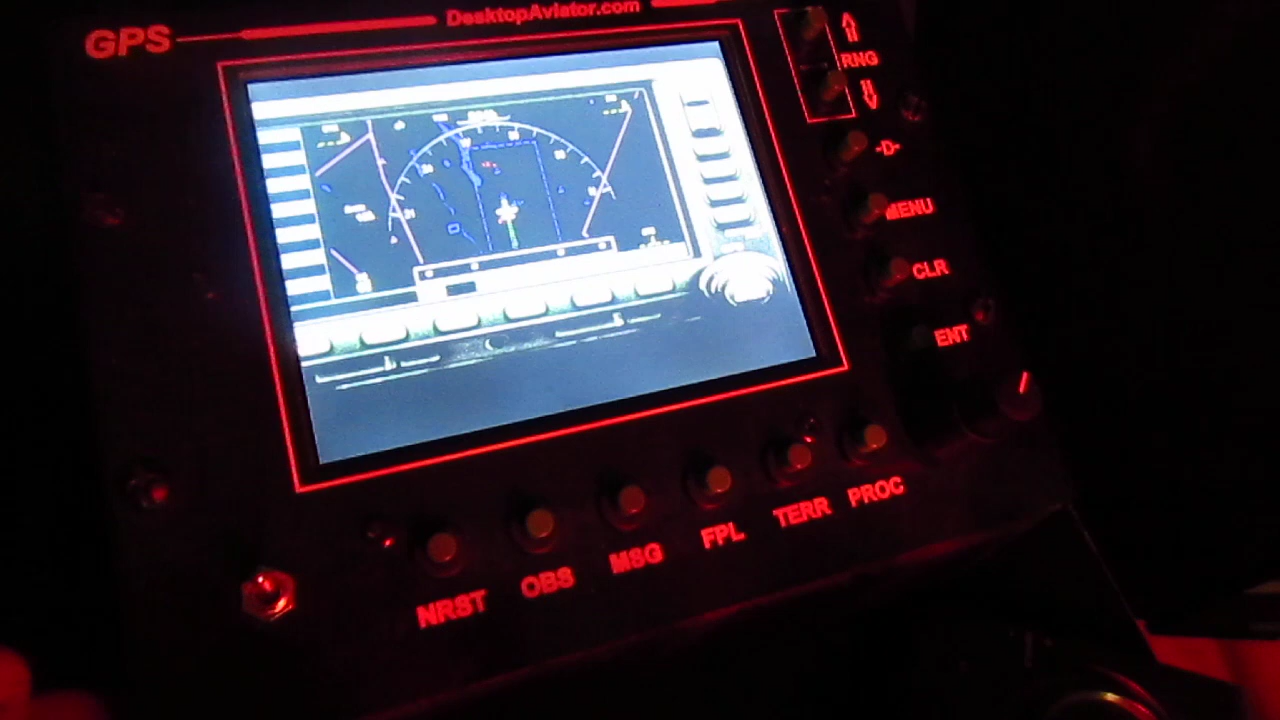 GPS
DesktopAviator.com
RNG
-D-
MENU
CLR
ENT
NRST
OBS
MSG
FPL
TERR
PROC